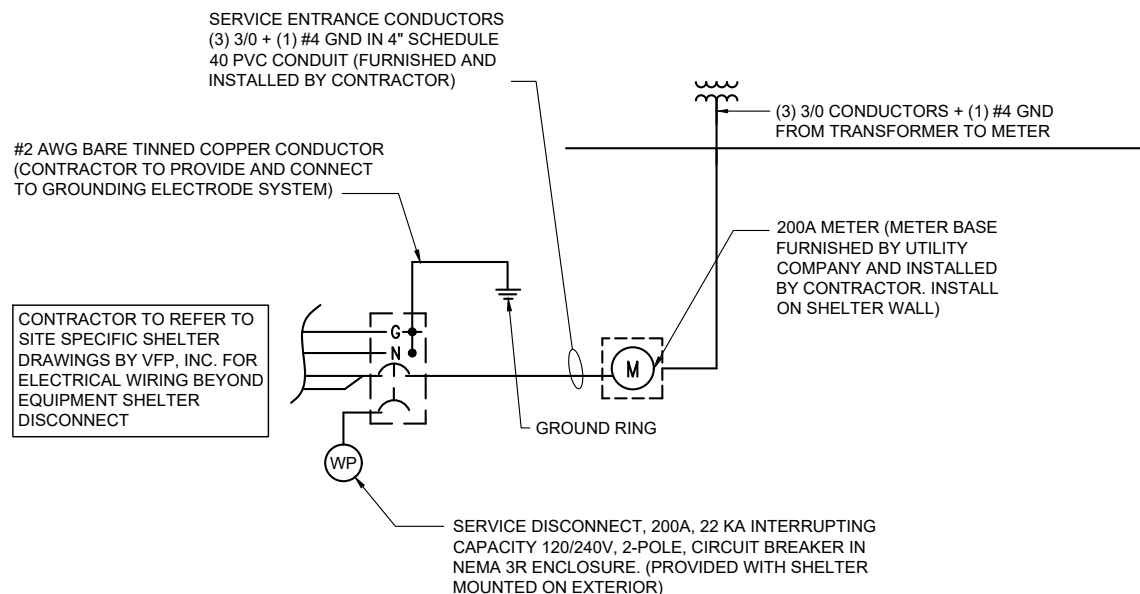 SERVICE ENTRANCE CONDUCTORS
(3) 3/0 + (1) #4 GND IN 4" SCHEDULE
40 PVC CONDUIT (FURNISHED AND
INSTALLED BY CONTRACTOR)
(3) 3/0 CONDUCTORS + (1) #4 GND
FROM TRANSFORMER TO METER
#2 AWG BARE TINNED COPPER CONDUCTOR
(CONTRACTOR TO PROVIDE AND CONNECT
TO GROUNDING ELECTRODE SYSTEM)
200A METER (METER BASE
FURNISHED BY UTILITY
COMPANY AND INSTALLED
BY CONTRACTOR. INSTALL
ON SHELTER WALL)
CONTRACTOR TO REFER TO
SITE SPECIFIC SHELTER
DRAWINGS BY VFP, INC. FOR
ELECTRICAL WIRING BEYOND
EQUIPMENT SHELTER
DISCONNECT
G
N
M
GROUND RING
WP
SERVICE DISCONNECT, 200A, 22 KA INTERRUPTING
CAPACITY 120/240V, 2-POLE, CIRCUIT BREAKER IN
NEMA 3R ENCLOSURE. (PROVIDED WITH SHELTER
MOUNTED ON EXTERIOR)